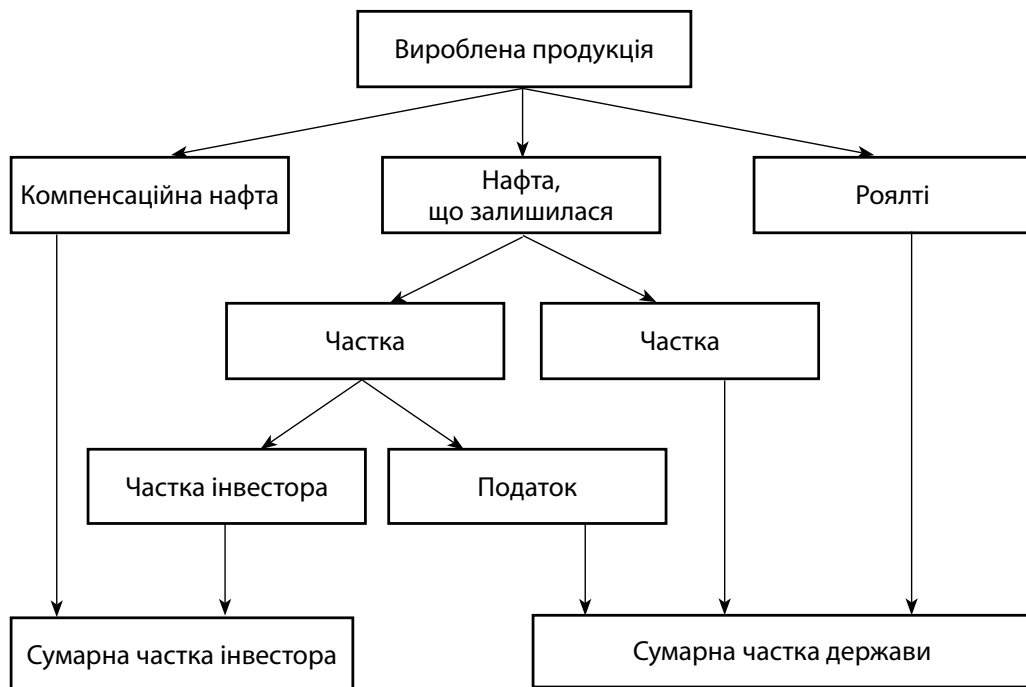 Вироблена продукція
Компенсаційна нафта
Нафта,
що залишилася
Роялті
Частка
Частка
Частка інвестора
Податок
Сумарна частка інвестора
Сумарна частка держави